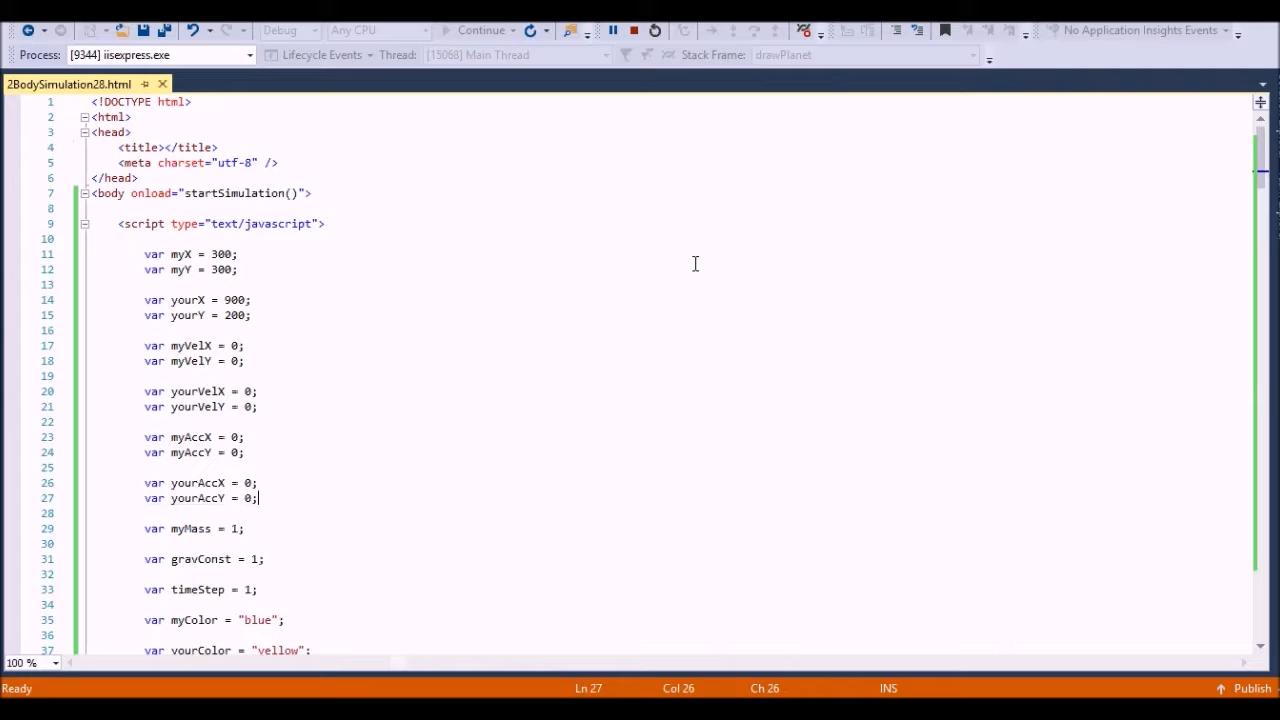 Debug Any CPU Continue No Application Insights Events
Process: [9344] iisexpress.exe Lifecycle Events Thread: [15068] Main Thread Stack Frame: drawPlanet
2BodySimulation28.html
1 <!DOCTYPE html>
2 <html>
3 <head>
4 <title></title>
5 <meta charset="utf-8" />
6 </head>
7 <body onload="startSimulation()">
8
9 <script type="text/javascript">
10
11 var myX = 300;
12 var myY = 300;
13
14 var yourX = 900;
15 var yourY = 200;
16
17 var myVelX = 0;
18 var myVelY = 0;
19
20 var yourVelX = 0;
21 var yourVelY = 0;
22
23 var myAccX = 0;
24 var myAccY = 0;
25
26 var yourAccX = 0;
27 var yourAccY = 0;
28
29 var myMass = 1;
30
31 var gravConst = 1;
32
33 var timeStep = 1;
34
35 var myColor = "blue";
36
37 var yourColor = "yellow";
100 %
Ready Ln 27 Col 26 Ch 26 INS Publish